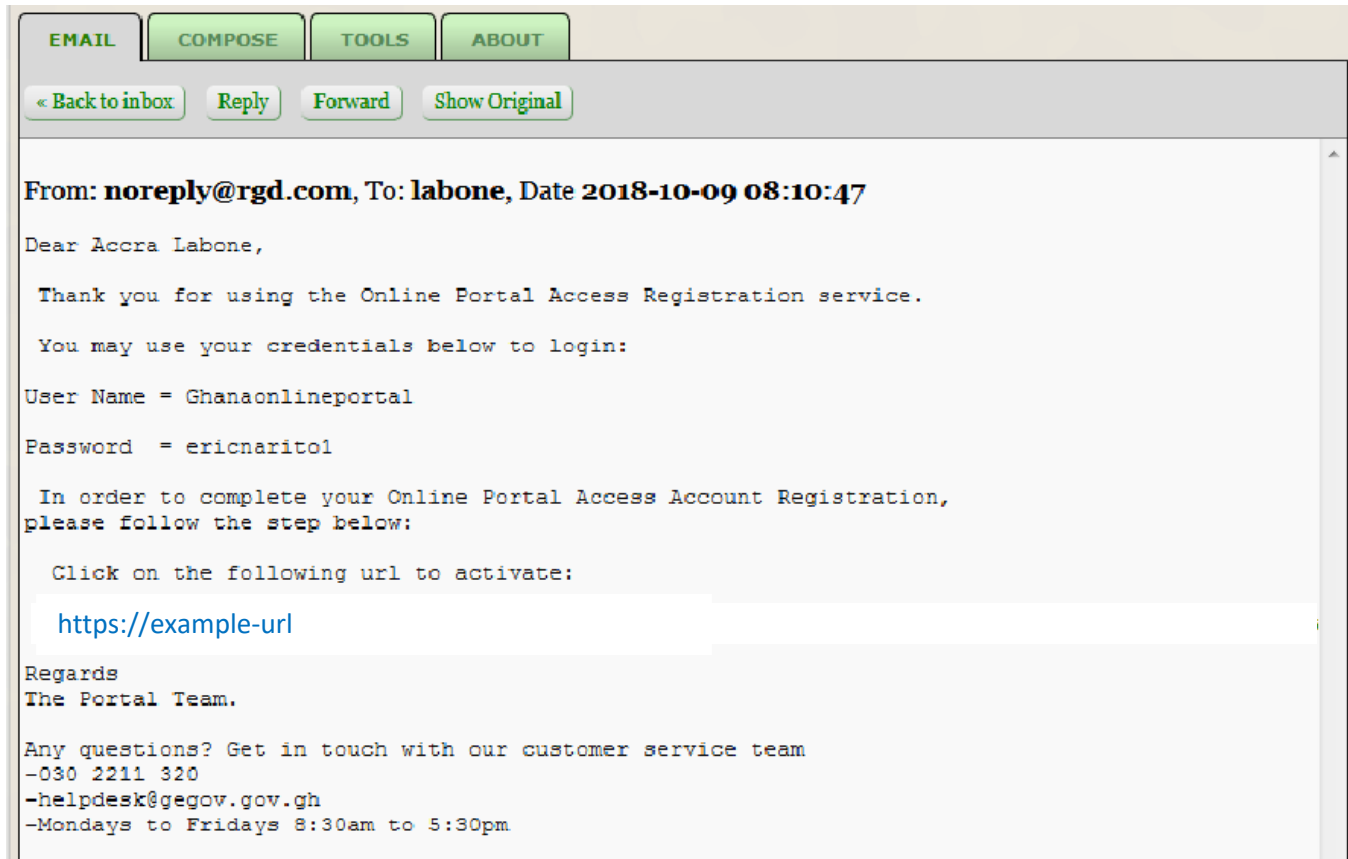 EMAIL COMPOSE TOOLS ABOUT
« Back to inbox Reply Forward Show Original
From: noreply@rgd.com, To: labone, Date 2018-10-09 08:10:47
Dear Accra Labone,
Thank you for using the Online Portal Access Registration service.
You may use your credentials below to login:
User Name = Ghanaonlineportal
Password = ericnarito1
In order to complete your Online Portal Access Account Registration,
please follow the step below:
Click on the following url to activate:
https://example-url
Regards
The Portal Team.
Any questions? Get in touch with our customer service team
-030 2211 320
-helpdesk@gegov.gov.gh
-Mondays to Fridays 8:30am to 5:30pm